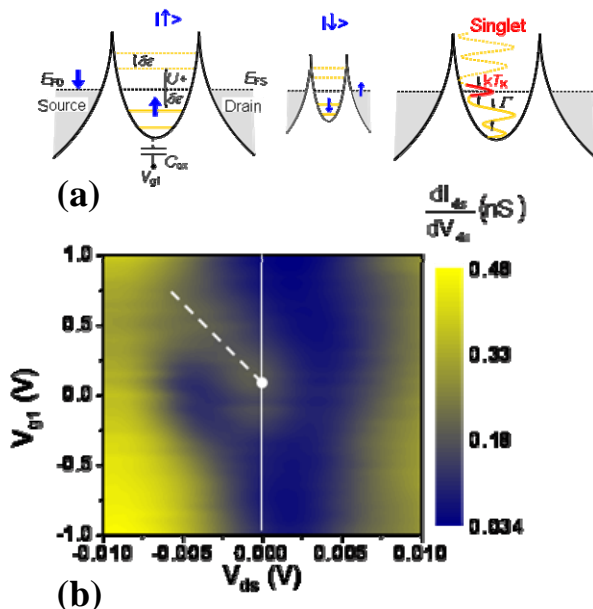 I↑> I↓> Singlet
δε
E_FD U+ E_FS kT_K
δε Γ
Source Drain
V_g1 C_ox
(a)
dI_ds
dV_ds (nS)
1.0 0.48
0.5 0.33
V_g1 (V) 0.0
-0.5 0.18
-1.0 0.034
-0.010 -0.005 0.000 0.005 0.010
V_ds (V)
(b)